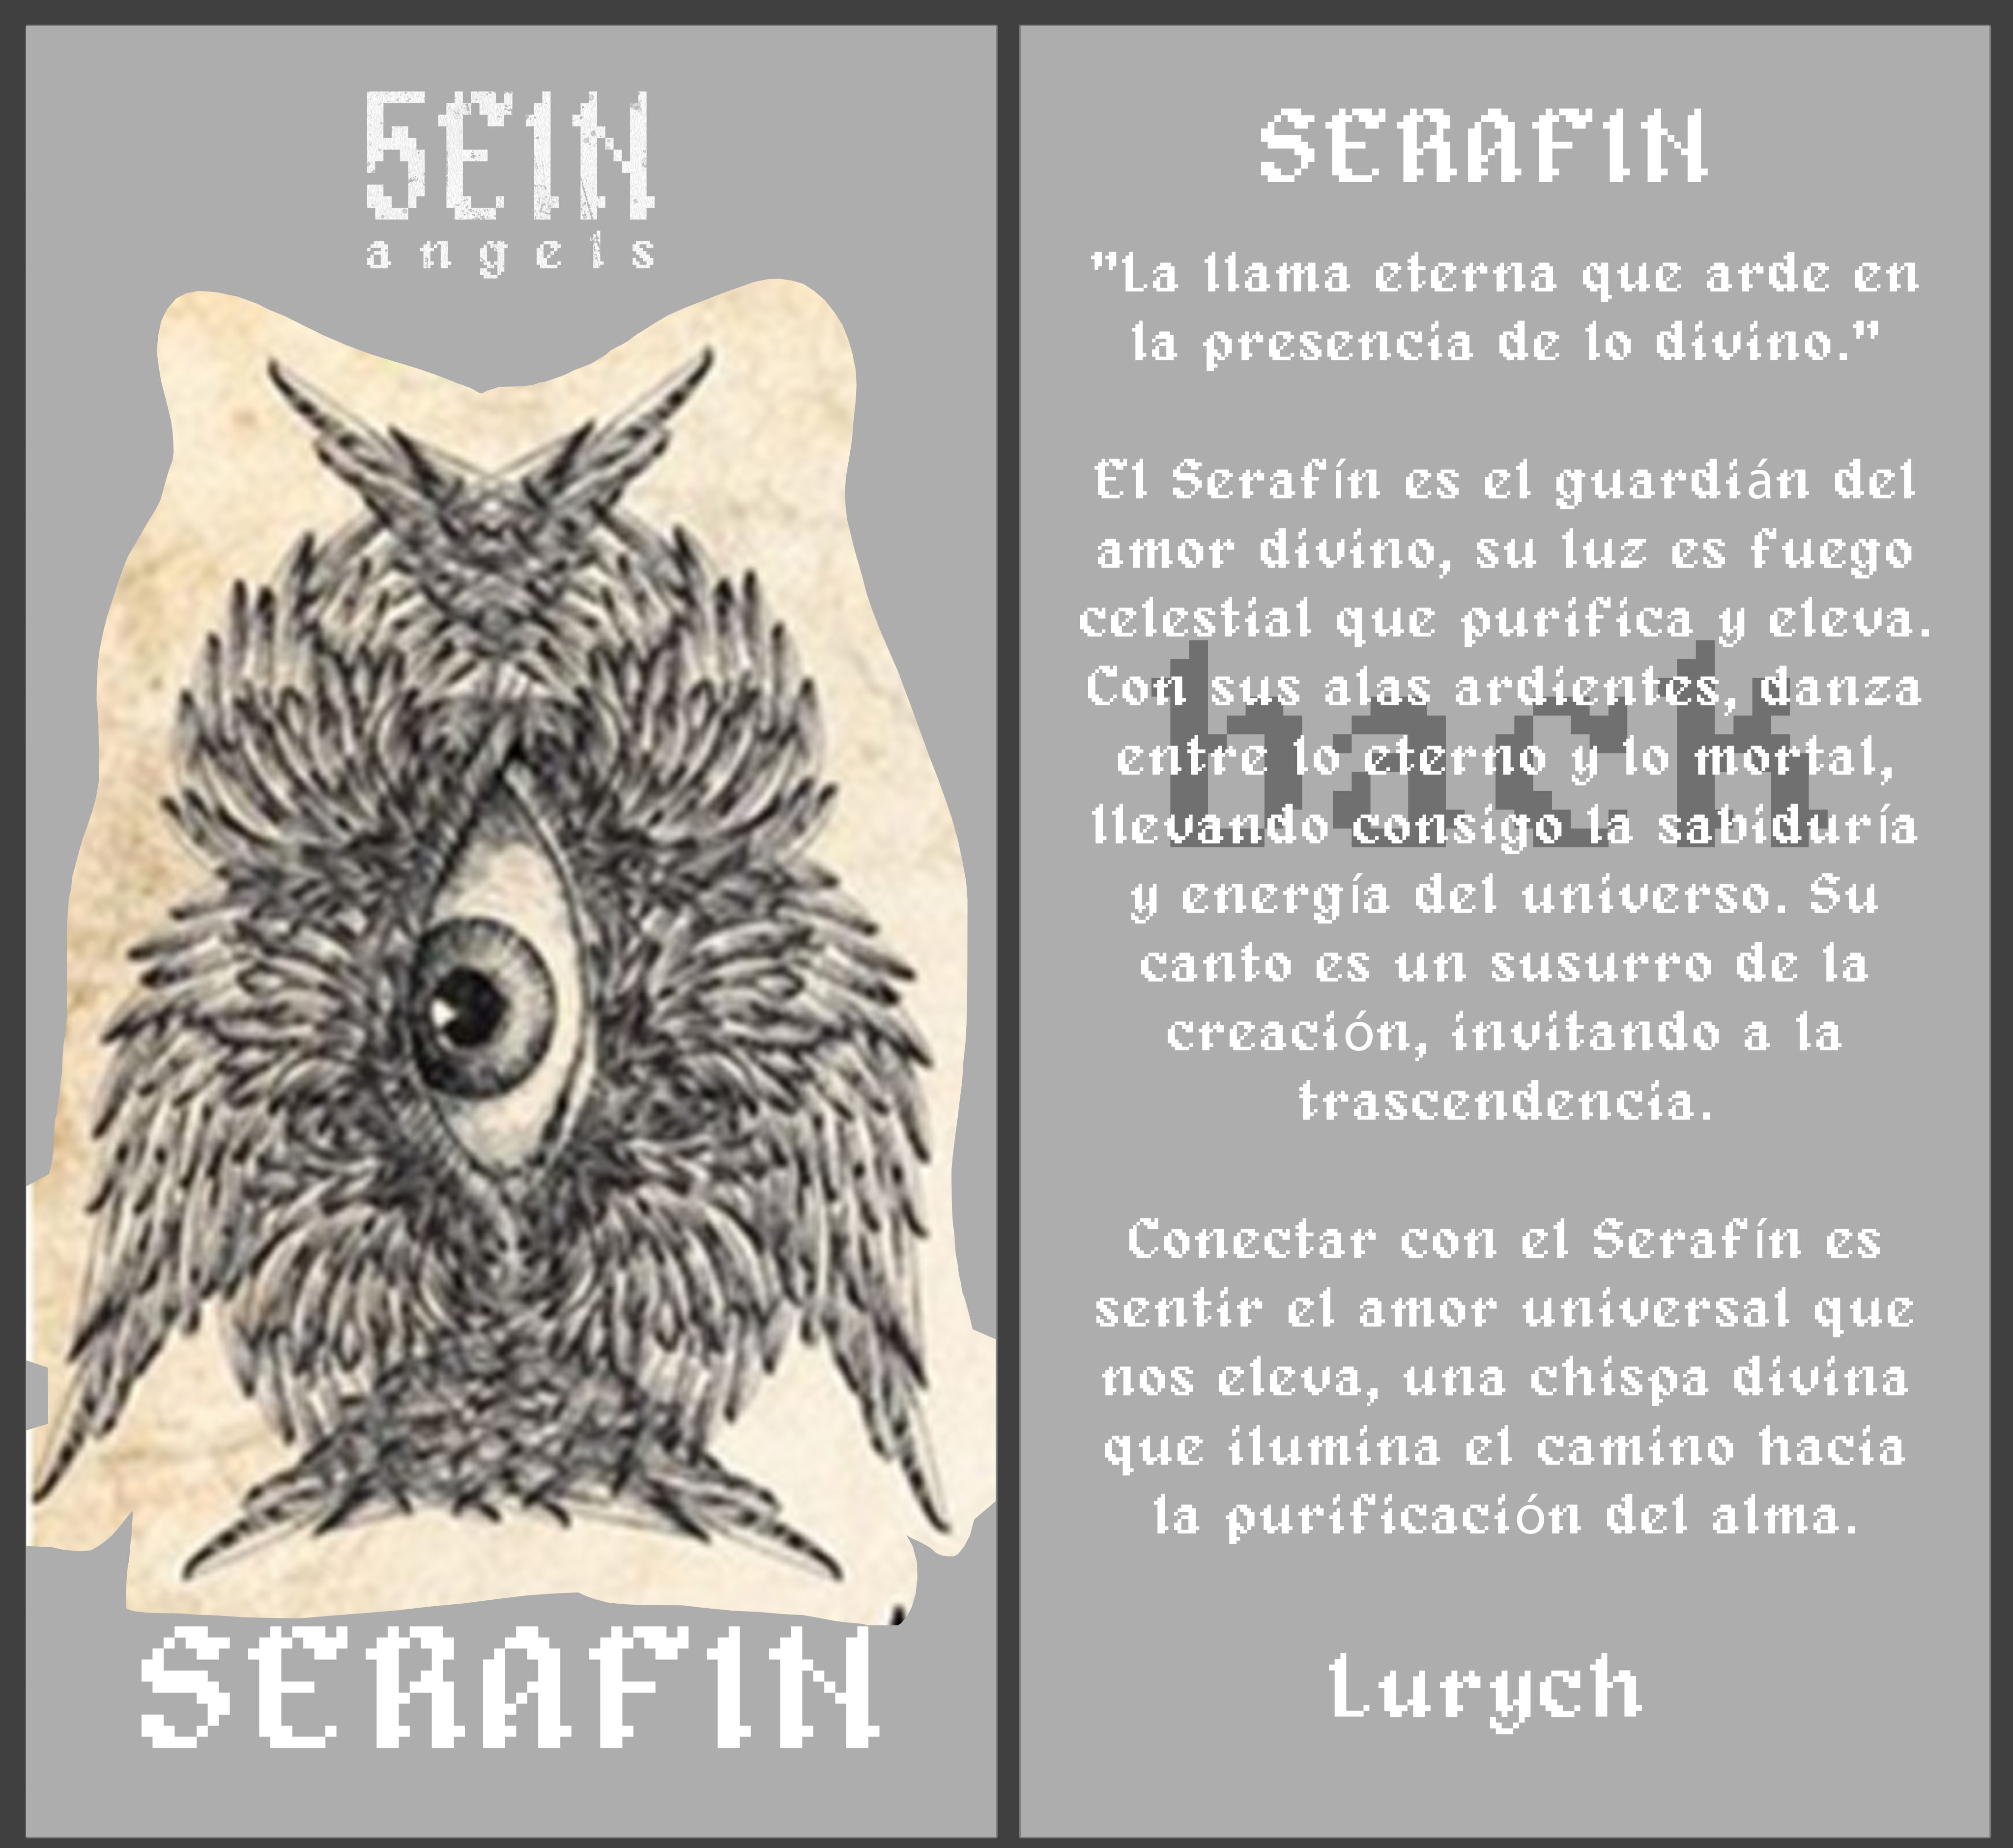 5EIN
angels
SERAFIN
SERAFIN
"La llama eterna que arde en
la presencia de lo divino."
El Serafín es el guardián del
amor divino, su luz es fuego
celestial que purifica y eleva.
Con sus alas ardientes, danza
entre lo eterno y lo mortal,
llevando consigo la sabiduría
y energía del universo. Su
canto es un susurro de la
creación, invitando a la
trascendencia.
hack
Conectar con el Serafín es
sentir el amor universal que
nos eleva, una chispa divina
que ilumina el camino hacia
la purificación del alma.
Lurych